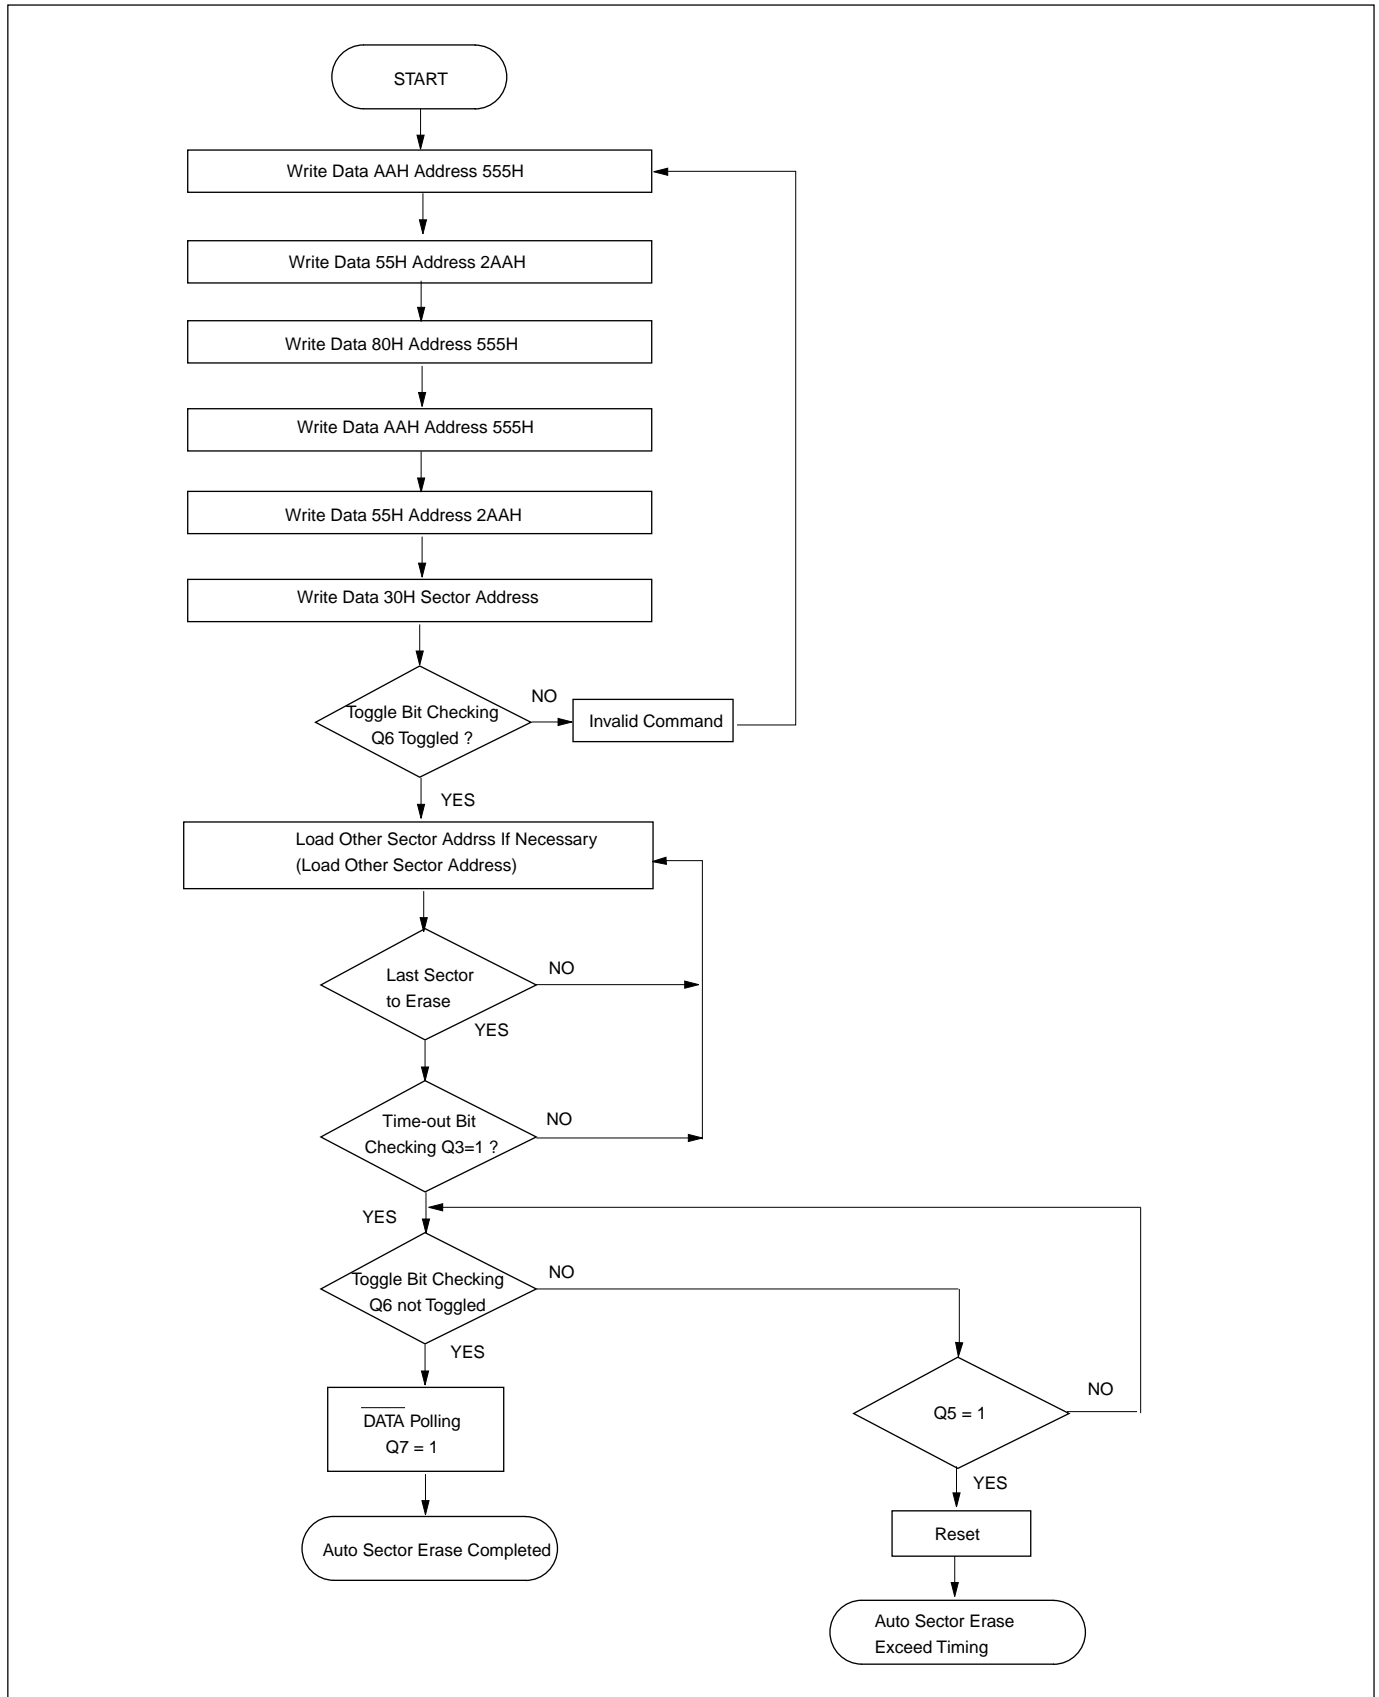 START
Write Data AAH Address 555H
Write Data 55H Address 2AAH
Write Data 80H Address 555H
Write Data AAH Address 555H
Write Data 55H Address 2AAH
Write Data 30H Sector Address
Toggle Bit Checking
Q6 Toggled ?
NO
Invalid Command
YES
Load Other Sector Addrss If Necessary
(Load Other Sector Address)
Last Sector
to Erase
NO
YES
Time-out Bit
Checking Q3=1 ?
NO
YES
Toggle Bit Checking
Q6 not Toggled
NO
YES
DATA Polling
Q7 = 1
Q5 = 1
NO
YES
Reset
Auto Sector Erase Completed
Auto Sector Erase
Exceed Timing